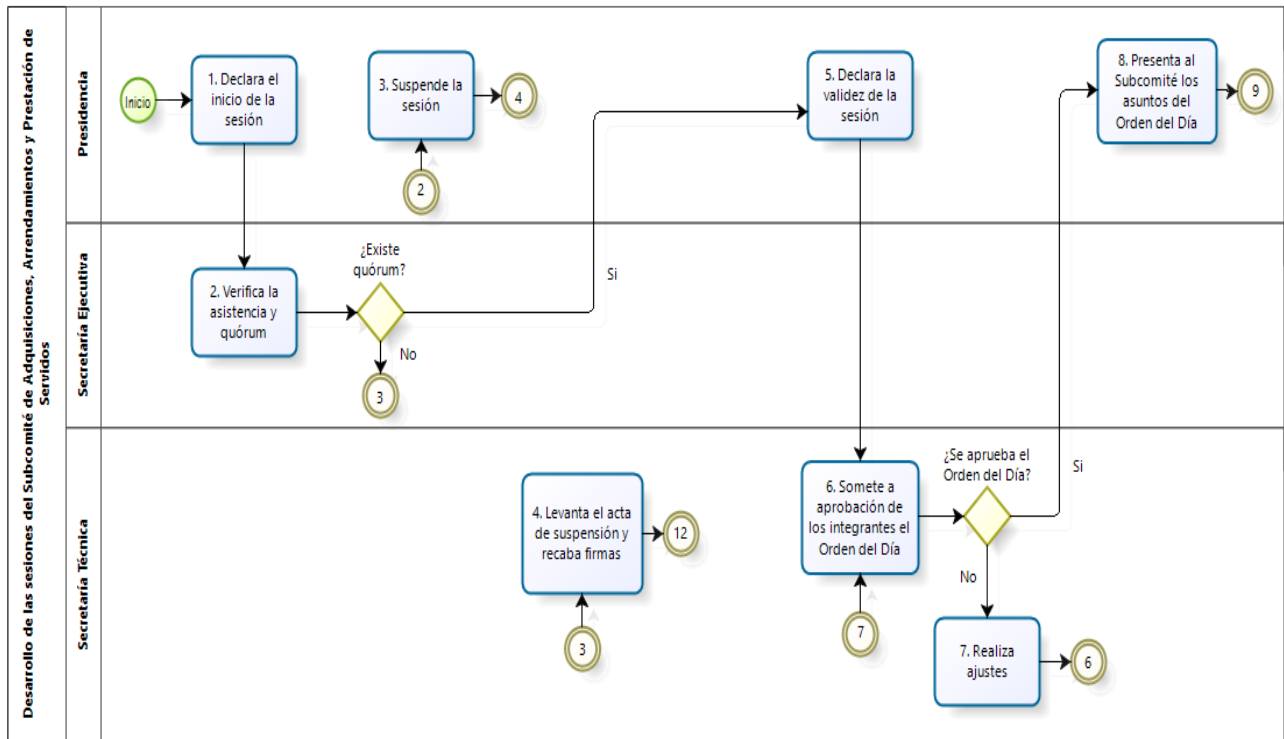 Desarrollo de las sesiones del Subcomité de Adquisiciones, Arrendamientos y Prestación de
Servidos
Presidencia
Inicio
1. Declara el
inicio de la
sesión
3. Suspende la
sesión
4
2
5. Declara la
validez de la
sesión
8. Presenta al
Subcomité los
asuntos del
Orden del Día
9
Secretaría Ejecutiva
2. Verifica la
asistencia y
quórum
¿Existe
quórum?
Si
No
3
Secretaría Técnica
4. Levanta el acta
de suspensión y
recaba firmas
12
3
6. Somete a
aprobación de
los integrantes el
Orden del Día
7
¿Se aprueba el
Orden del Día?
Si
No
7. Realiza
ajustes
6